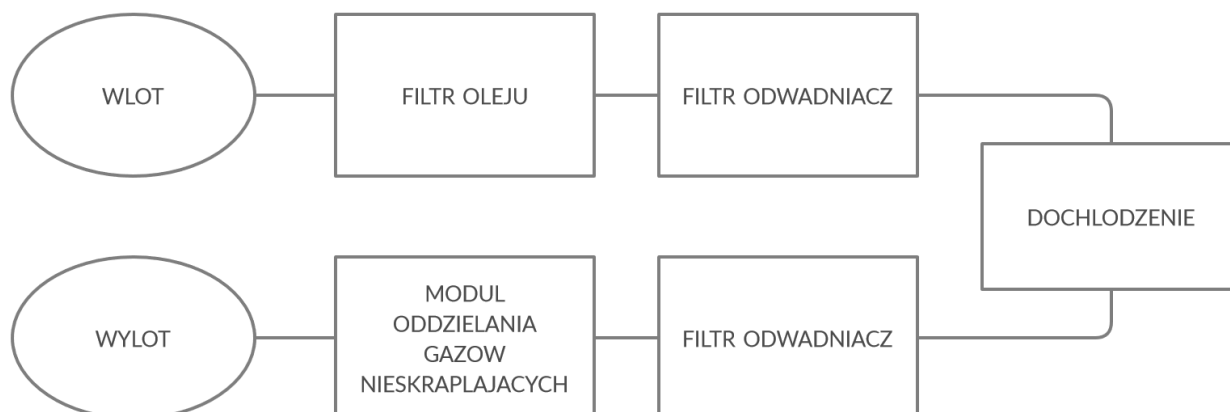 WLOT
FILTR OLEJU
FILTR ODWADNIACZ
DOCHLODZENIE
WYLOT
MODUL
ODDZIELANIA
GAZOW
NIESKRAPLAJACYCH
FILTR ODWADNIACZ